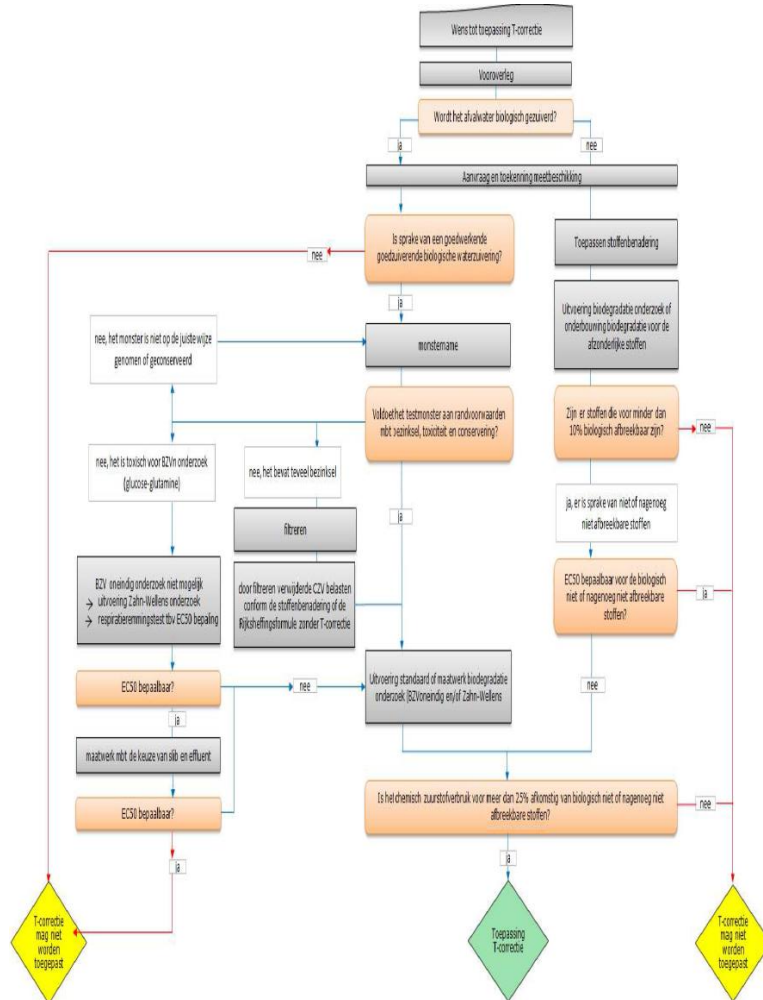 Wens tot toepassing T-correctie
Vooroverleg
Wordt het afvalwater biologisch gezuiverd?
ja
nee
Aanvraag en toekenning meetbeschikking
Is sprake van een goedwerkende
goedzuiverende biologische waterzuivering?
nee
Toepassen stoffenbenadering
ja
Uitvoering biodegradatie onderzoek of
onderbouwing biodegradatie voor de
afzonderlijke stoffen
nee, het monster is niet op de juiste wijze
genomen of geconserveerd
monstername
Voldoet het testmonster aan randvoorwaarden
mbt bezinksel, toxiciteit en conservering?
Zijn er stoffen die voor minder dan
10% biologisch afbreekbaar zijn?
nee
nee, het is toxisch voor BZVn onderzoek
(glucose-glutamine)
nee, het bevat teveel bezinksel
ja
ja, er is sprake van niet of nagenoeg
niet afbreekbare stoffen
filtreren
BZV oneindig onderzoek niet mogelijk
→ uitvoering Zahn-Wellens onderzoek
→ respiratieremmingstest tbv EC50 bepaling
door filtreren verwijderde CZV belasten
conform de stoffenbenadering of de
Rijksheffingsformule zonder T-correctie
EC50 bepaalbaar voor de biologisch
niet of nagenoeg niet afbreekbare
stoffen?
ja
EC50 bepaalbaar?
nee
Uitvoering standaard of maatwerk biodegradatie
onderzoek (BZVoneindig en/of Zahn-Wellens
nee
ja
maatwerk mbt de keuze van slib en effluent
EC50 bepaalbaar?
Is het chemisch zuurstofverbruik voor meer dan 25% afkomstig van biologisch niet of nagenoeg niet
afbreekbare stoffen?
nee
ja
ja
T-correctie
mag niet
worden
toegepast
Toepassing
T-correctie
T-correctie
mag niet
worden
toegepast